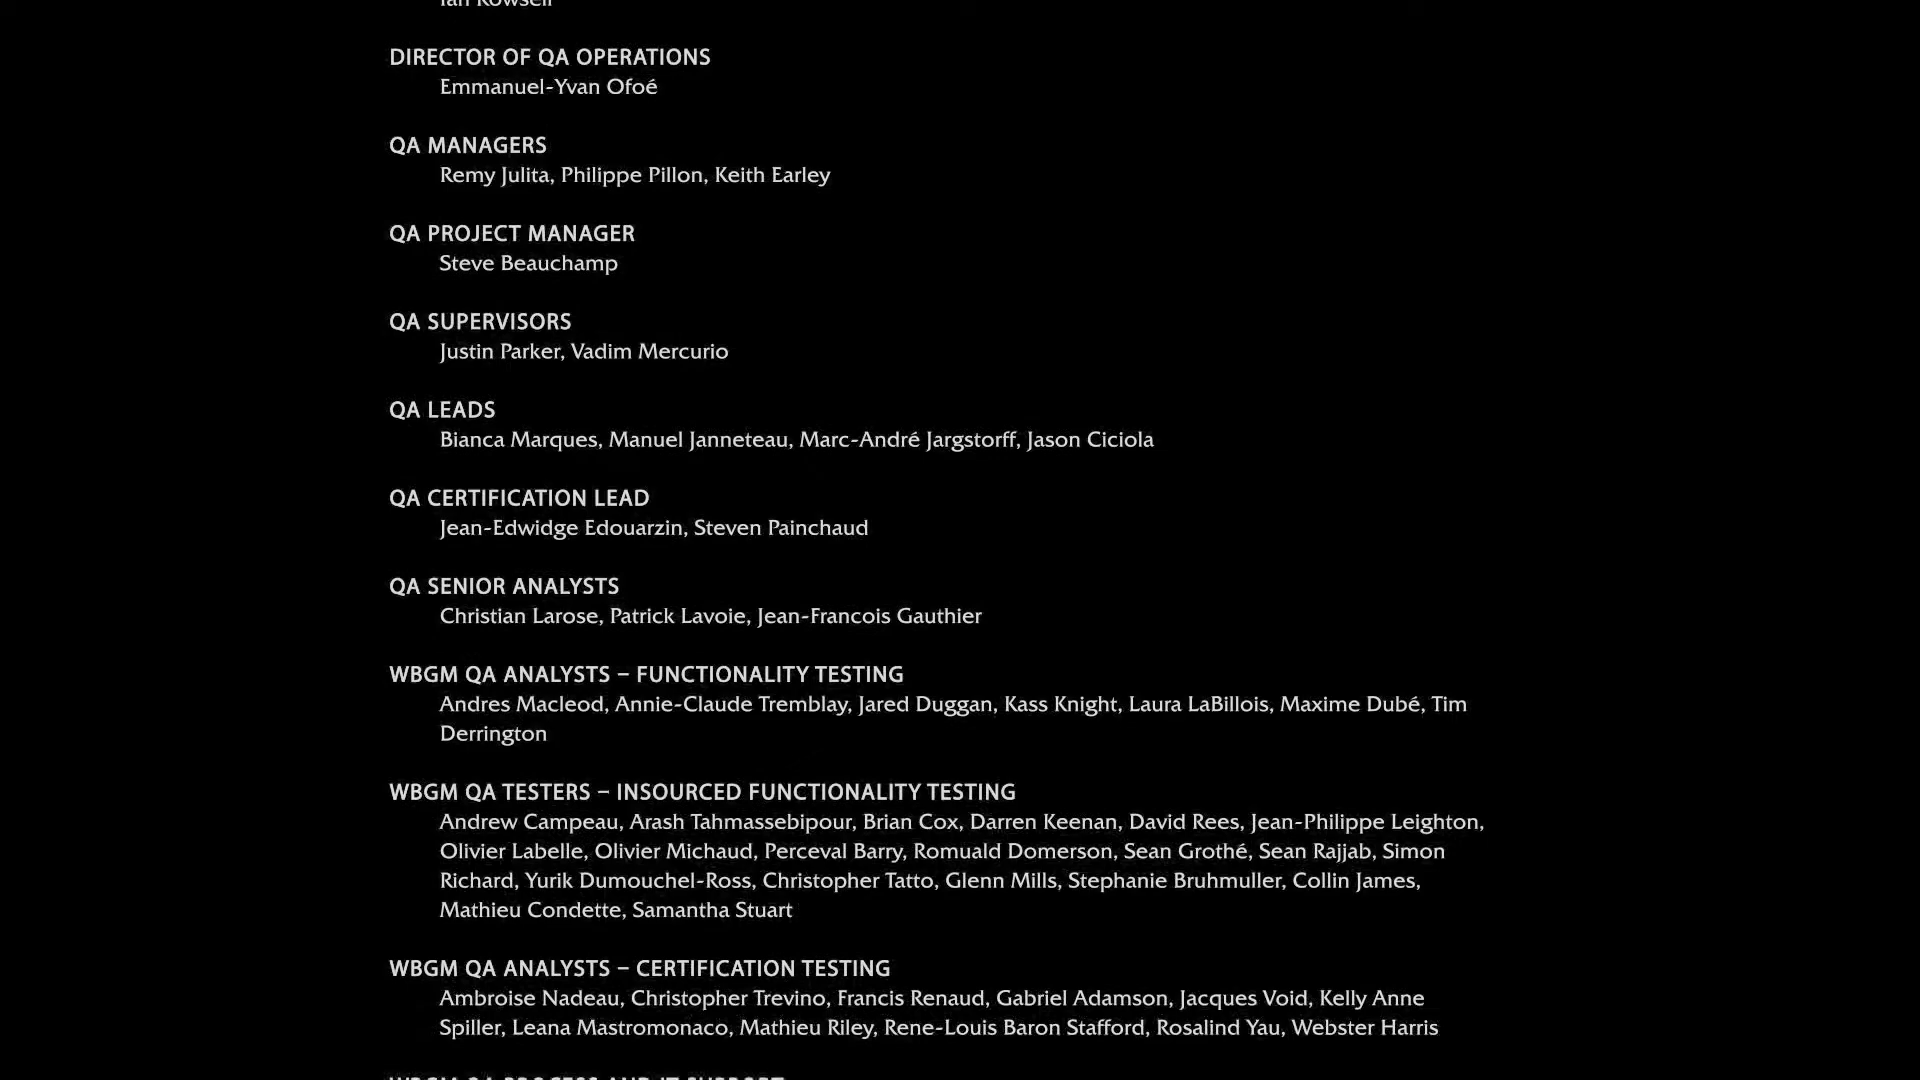 Ian Rowsell
DIRECTOR OF QA OPERATIONS
Emmanuel-Yvan Ofoé
QA MANAGERS
Remy Julita, Philippe Pillon, Keith Earley
QA PROJECT MANAGER
Steve Beauchamp
QA SUPERVISORS
Justin Parker, Vadim Mercurio
QA LEADS
Bianca Marques, Manuel Janneteau, Marc-André Jargstorff, Jason Ciciola
QA CERTIFICATION LEAD
Jean-Edwidge Edouarzin, Steven Painchaud
QA SENIOR ANALYSTS
Christian Larose, Patrick Lavoie, Jean-Francois Gauthier
WBGM QA ANALYSTS – FUNCTIONALITY TESTING
Andres Macleod, Annie-Claude Tremblay, Jared Duggan, Kass Knight, Laura LaBillois, Maxime Dubé, Tim
Derrington
WBGM QA TESTERS – INSOURCED FUNCTIONALITY TESTING
Andrew Campeau, Arash Tahmassebipour, Brian Cox, Darren Keenan, David Rees, Jean-Philippe Leighton,
Olivier Labelle, Olivier Michaud, Perceval Barry, Romuald Domerson, Sean Grothé, Sean Rajjab, Simon
Richard, Yurik Dumouchel-Ross, Christopher Tatto, Glenn Mills, Stephanie Bruhmuller, Collin James,
Mathieu Condette, Samantha Stuart
WBGM QA ANALYSTS – CERTIFICATION TESTING
Ambroise Nadeau, Christopher Trevino, Francis Renaud, Gabriel Adamson, Jacques Void, Kelly Anne
Spiller, Leana Mastromonaco, Mathieu Riley, Rene-Louis Baron Stafford, Rosalind Yau, Webster Harris
WBGM QA PROCESS AND IT SUPPORT